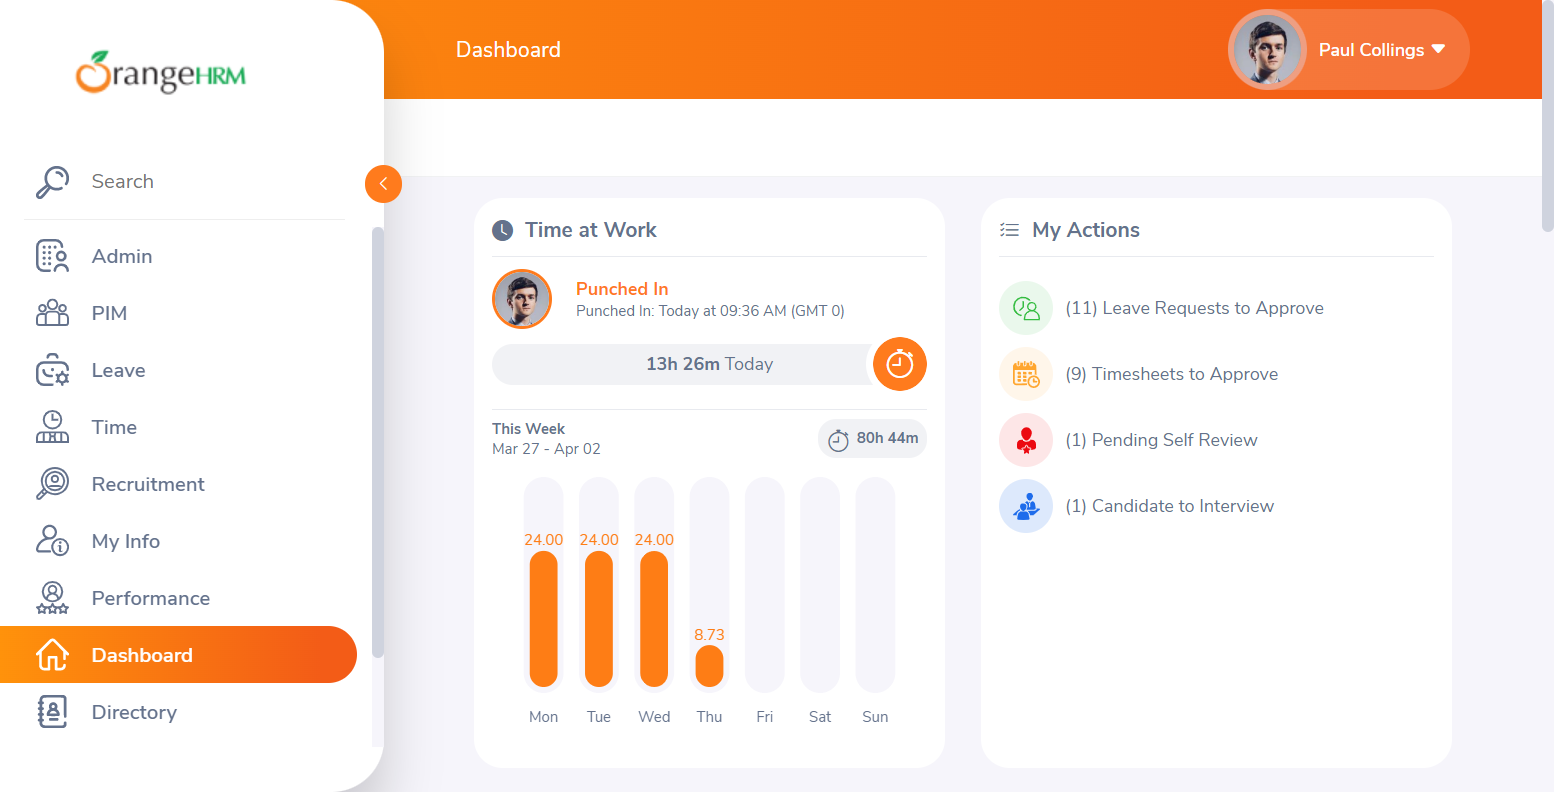 OrangeHRM
Dashboard
Paul Collings
Search
Admin
PIM
Leave
Time
Recruitment
My Info
Performance
Dashboard
Directory
Time at Work
Punched In
Punched In: Today at 09:36 AM (GMT 0)
13h 26m Today
This Week
Mar 27 - Apr 02
80h 44m
24.00 24.00 24.00
8.73
Mon Tue Wed Thu Fri Sat Sun
My Actions
(11) Leave Requests to Approve
(9) Timesheets to Approve
(1) Pending Self Review
(1) Candidate to Interview